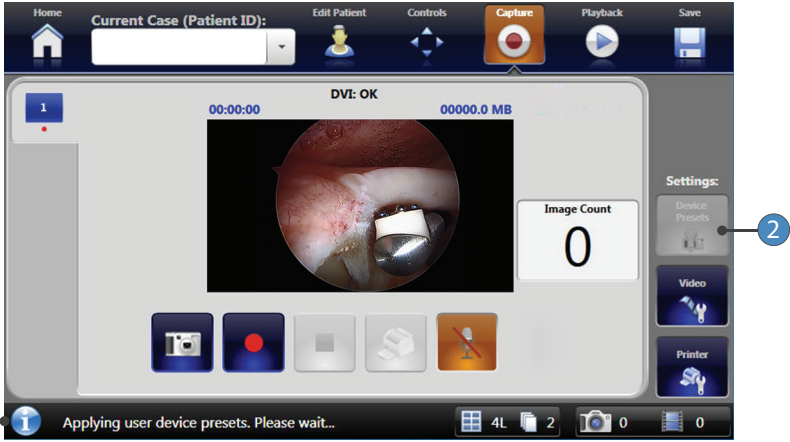 Home
Current Case (Patient ID):
Edit Patient
Controls
Capture
Playback
Save
1
DVI: OK
00:00:00
00000.0 MB
Image Count
0
Settings:
Device
Presets
2
Video
Printer
Applying user device presets. Please wait...
4L
2
0
0